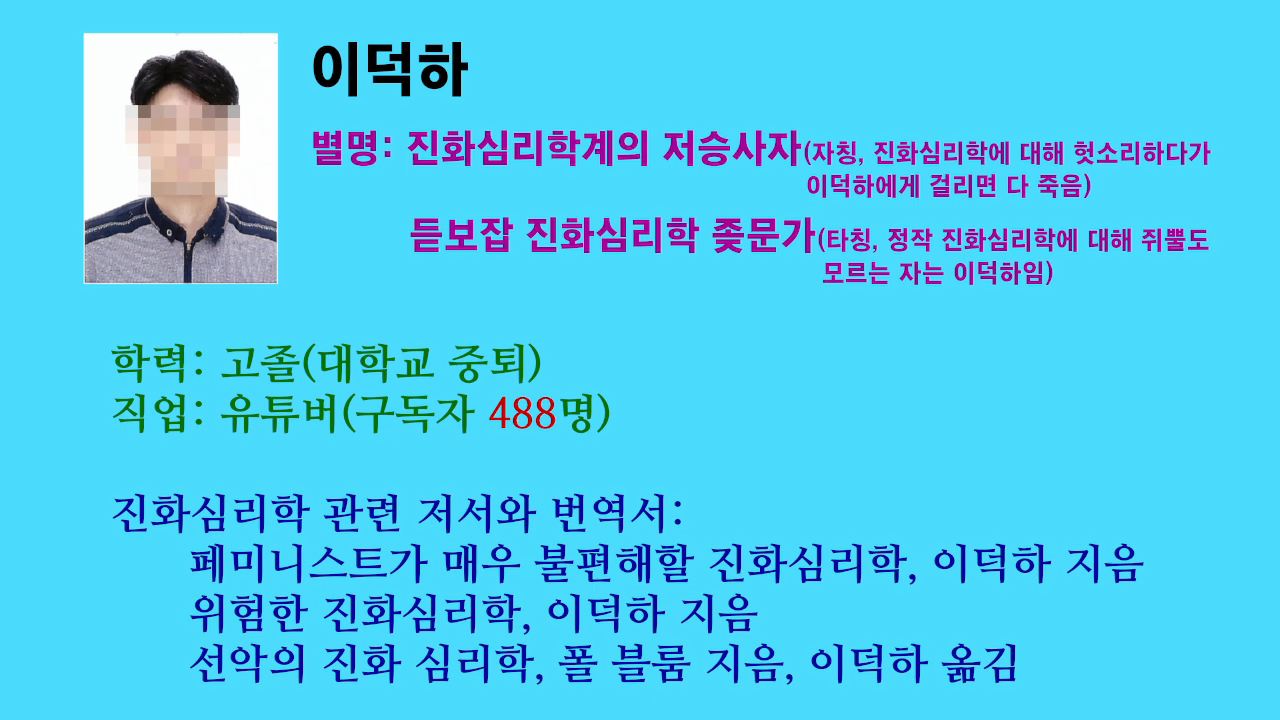 이덕하
별명: 진화심리학계의 저승사자(자칭, 진화심리학에 대해 헛소리하다가
이덕하에게 걸리면 다 죽음)
듣보잡 진화심리학 좆문가(타칭, 정작 진화심리학에 대해 쥐뿔도
모르는 자는 이덕하임)
학력: 고졸(대학교 중퇴)
직업: 유튜버(구독자 488명)
진화심리학 관련 저서와 번역서:
페미니스트가 매우 불편해할 진화심리학, 이덕하 지음
위험한 진화심리학, 이덕하 지음
선악의 진화 심리학, 폴 블룸 지음, 이덕하 옮김